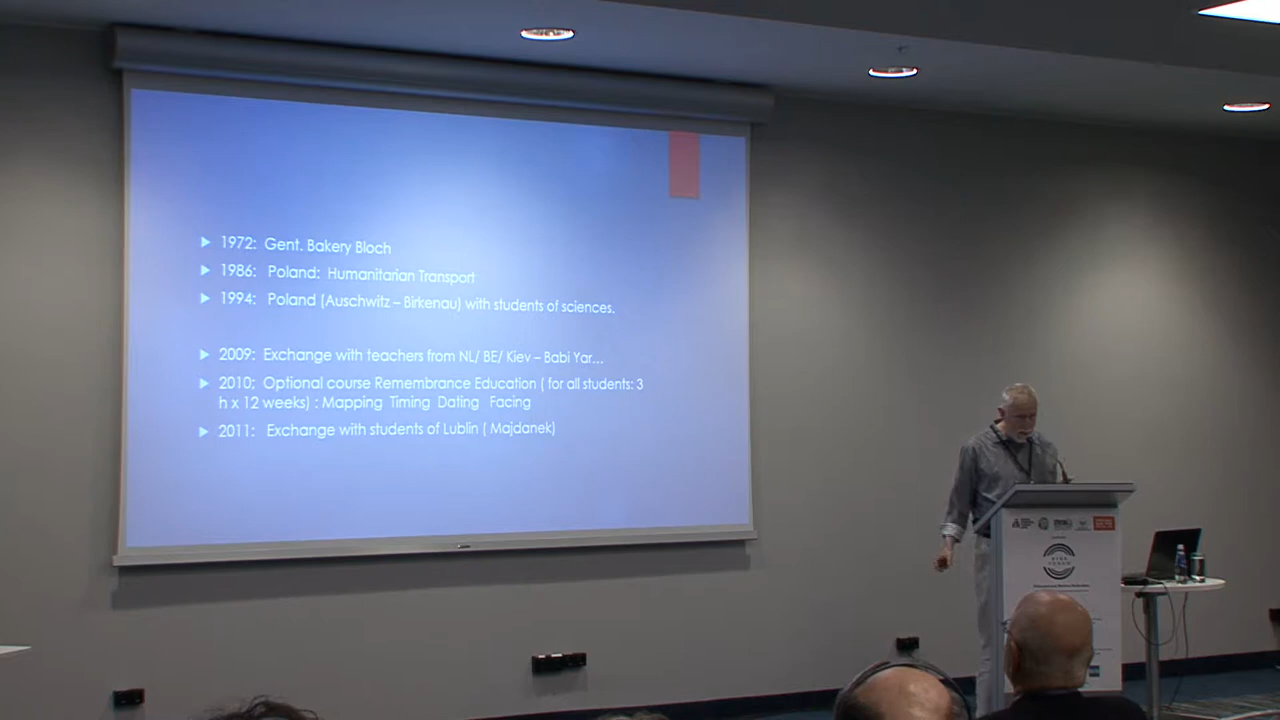 1972: Gent. Bakery Bloch
1986: Poland: Humanitarian Transport
1994: Poland (Auschwitz – Birkenau) with students of sciences.
2009: Exchange with teachers from NL/ BE/ Kiev – Babi Yar...
2010: Optional course Remembrance Education ( for all students: 3
h x 12 weeks) : Mapping Timing Dating Facing
2011: Exchange with students of Lublin ( Majdanek)